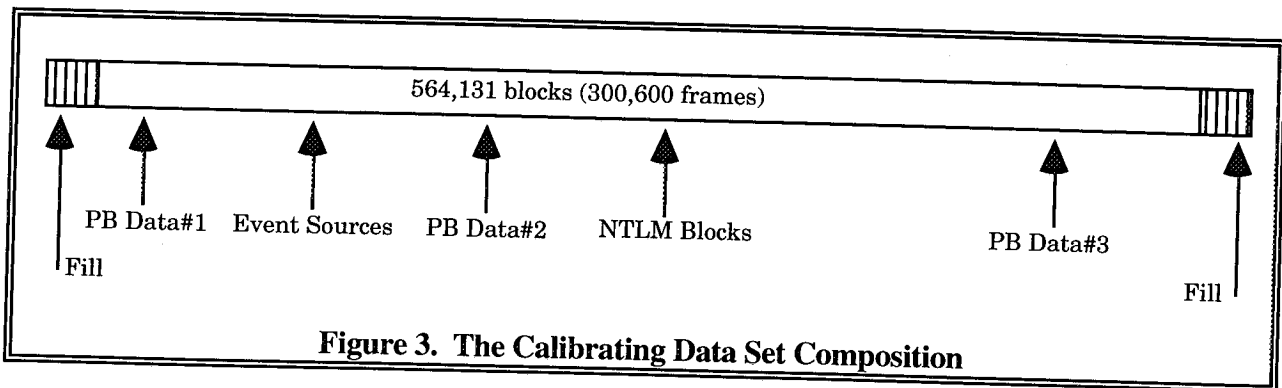 564,131 blocks (300,600 frames)
PB Data#1 Event Sources PB Data#2 NTLM Blocks PB Data#3
Fill Fill
Figure 3. The Calibrating Data Set Composition